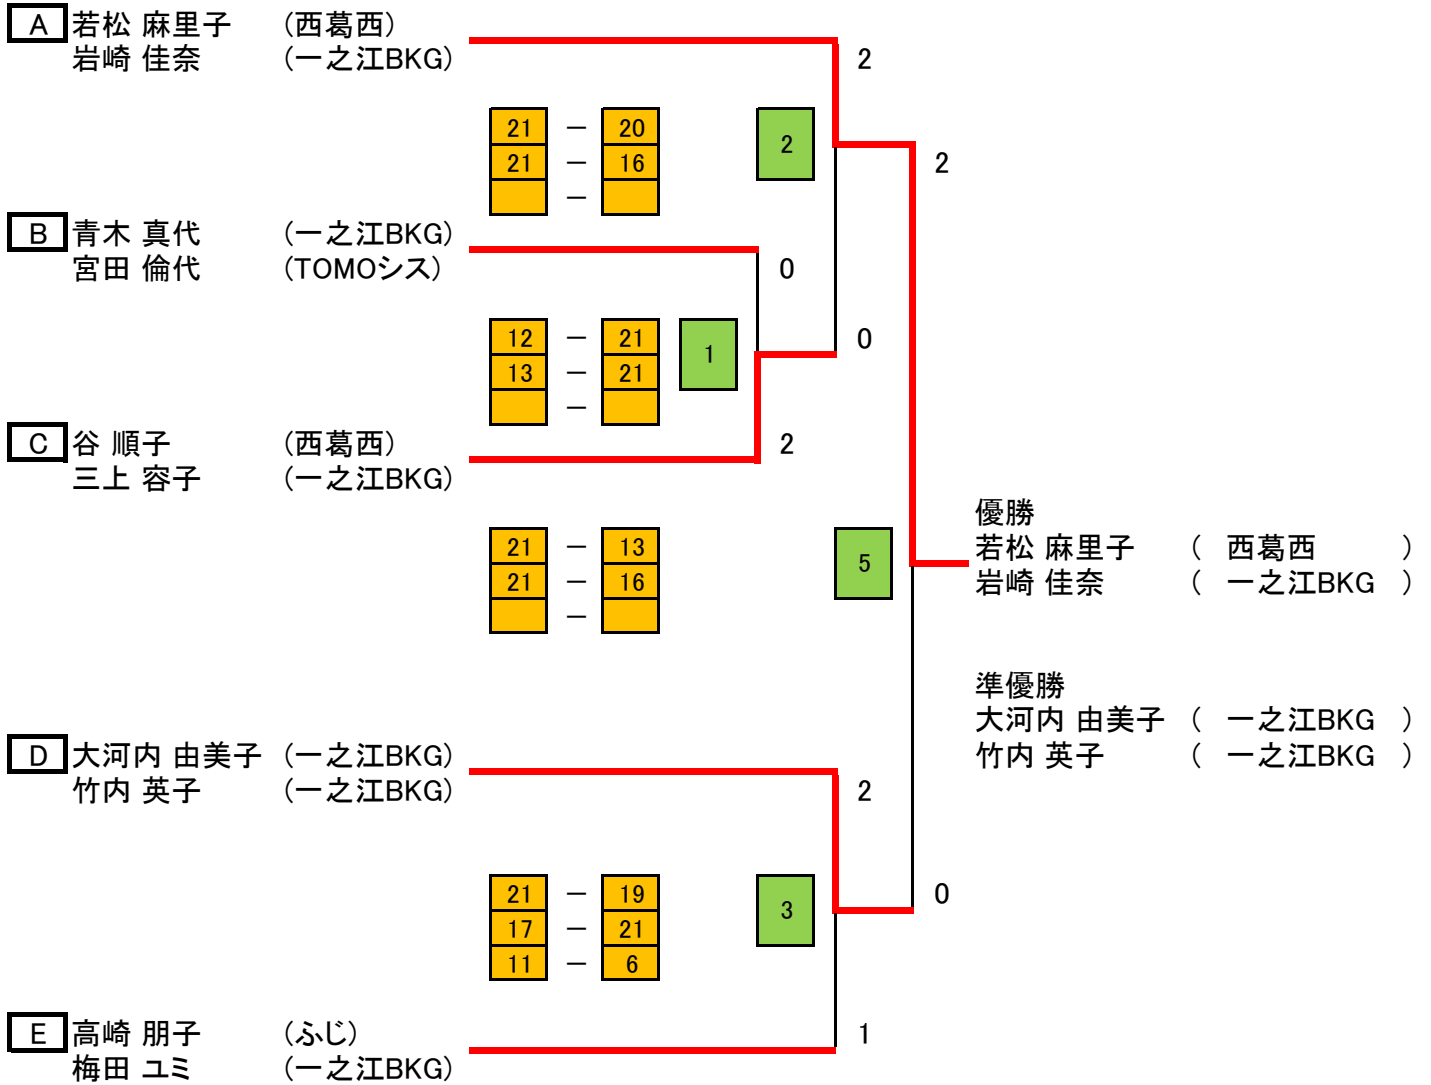 A 若松 麻里子 (西葛西)
岩崎 佳奈 (一之江BKG)
2
21 － 20
2
21 － 16
2
－
B 青木 真代 (一之江BKG)
宮田 倫代 (TOMOシス)
0
12 － 21
1
0
13 － 21
－
C 谷 順子 (西葛西)
2
三上 容子 (一之江BKG)
優勝
21 － 13
5
若松 麻里子 ( 西葛西 )
21 － 16
岩崎 佳奈 ( 一之江BKG )
－
準優勝
大河内 由美子 ( 一之江BKG )
竹内 英子 ( 一之江BKG )
D 大河内 由美子 (一之江BKG)
竹内 英子 (一之江BKG)
2
21 － 19
3
0
17 － 21
11 － 6
E 高崎 朋子 (ふじ)
1
梅田 ユミ (一之江BKG)